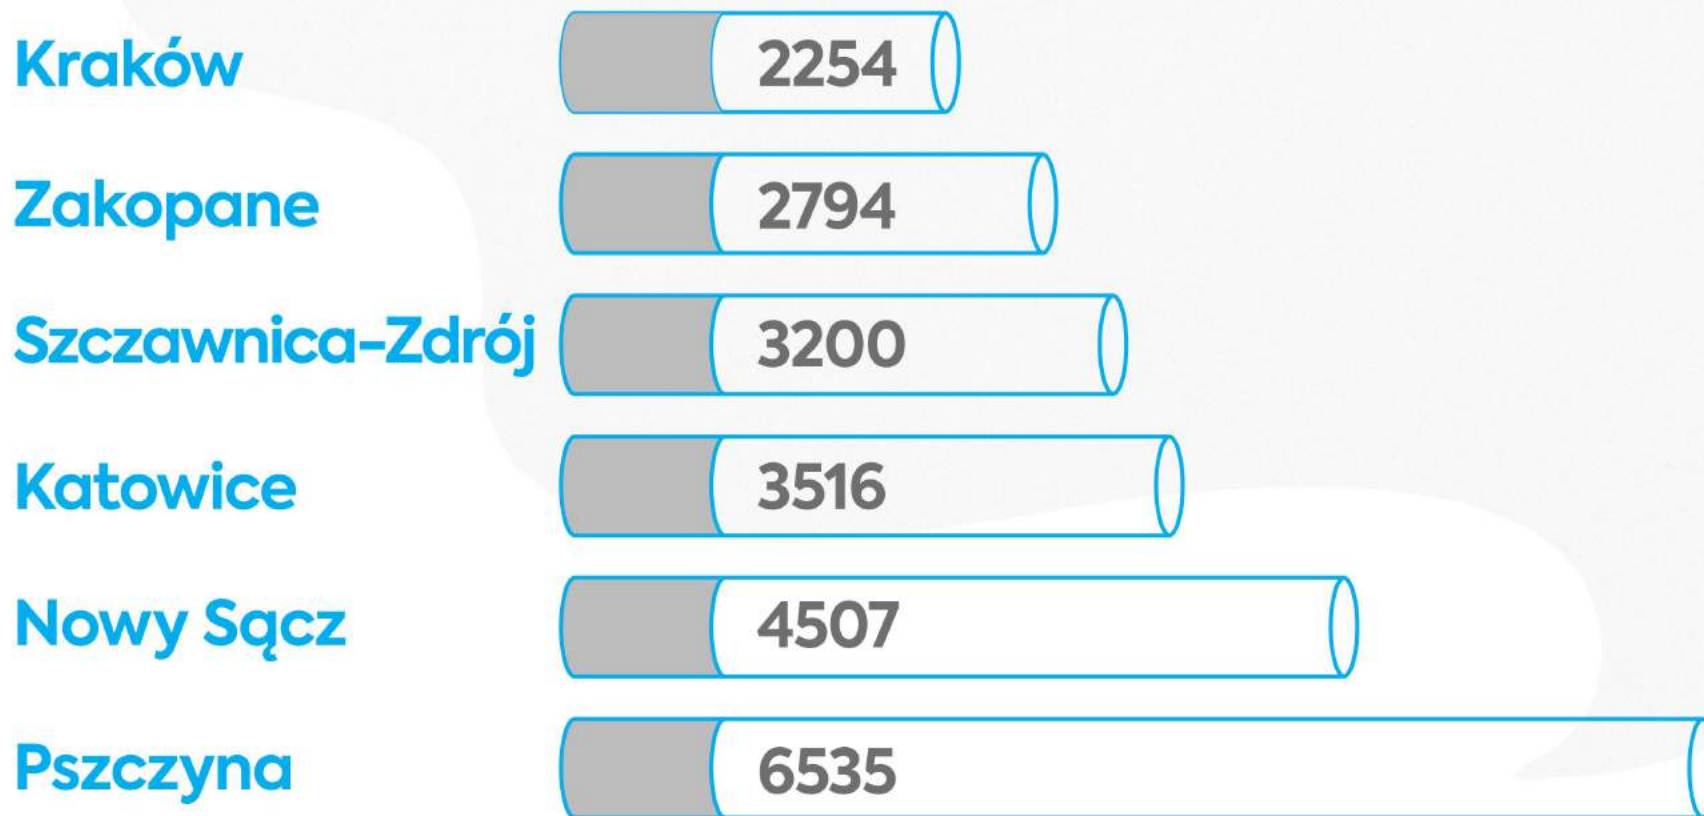 Kraków 2254
Zakopane 2794
Szczawnica-Zdrój 3200
Katowice 3516
Nowy Sącz 4507
Pszczyna 6535